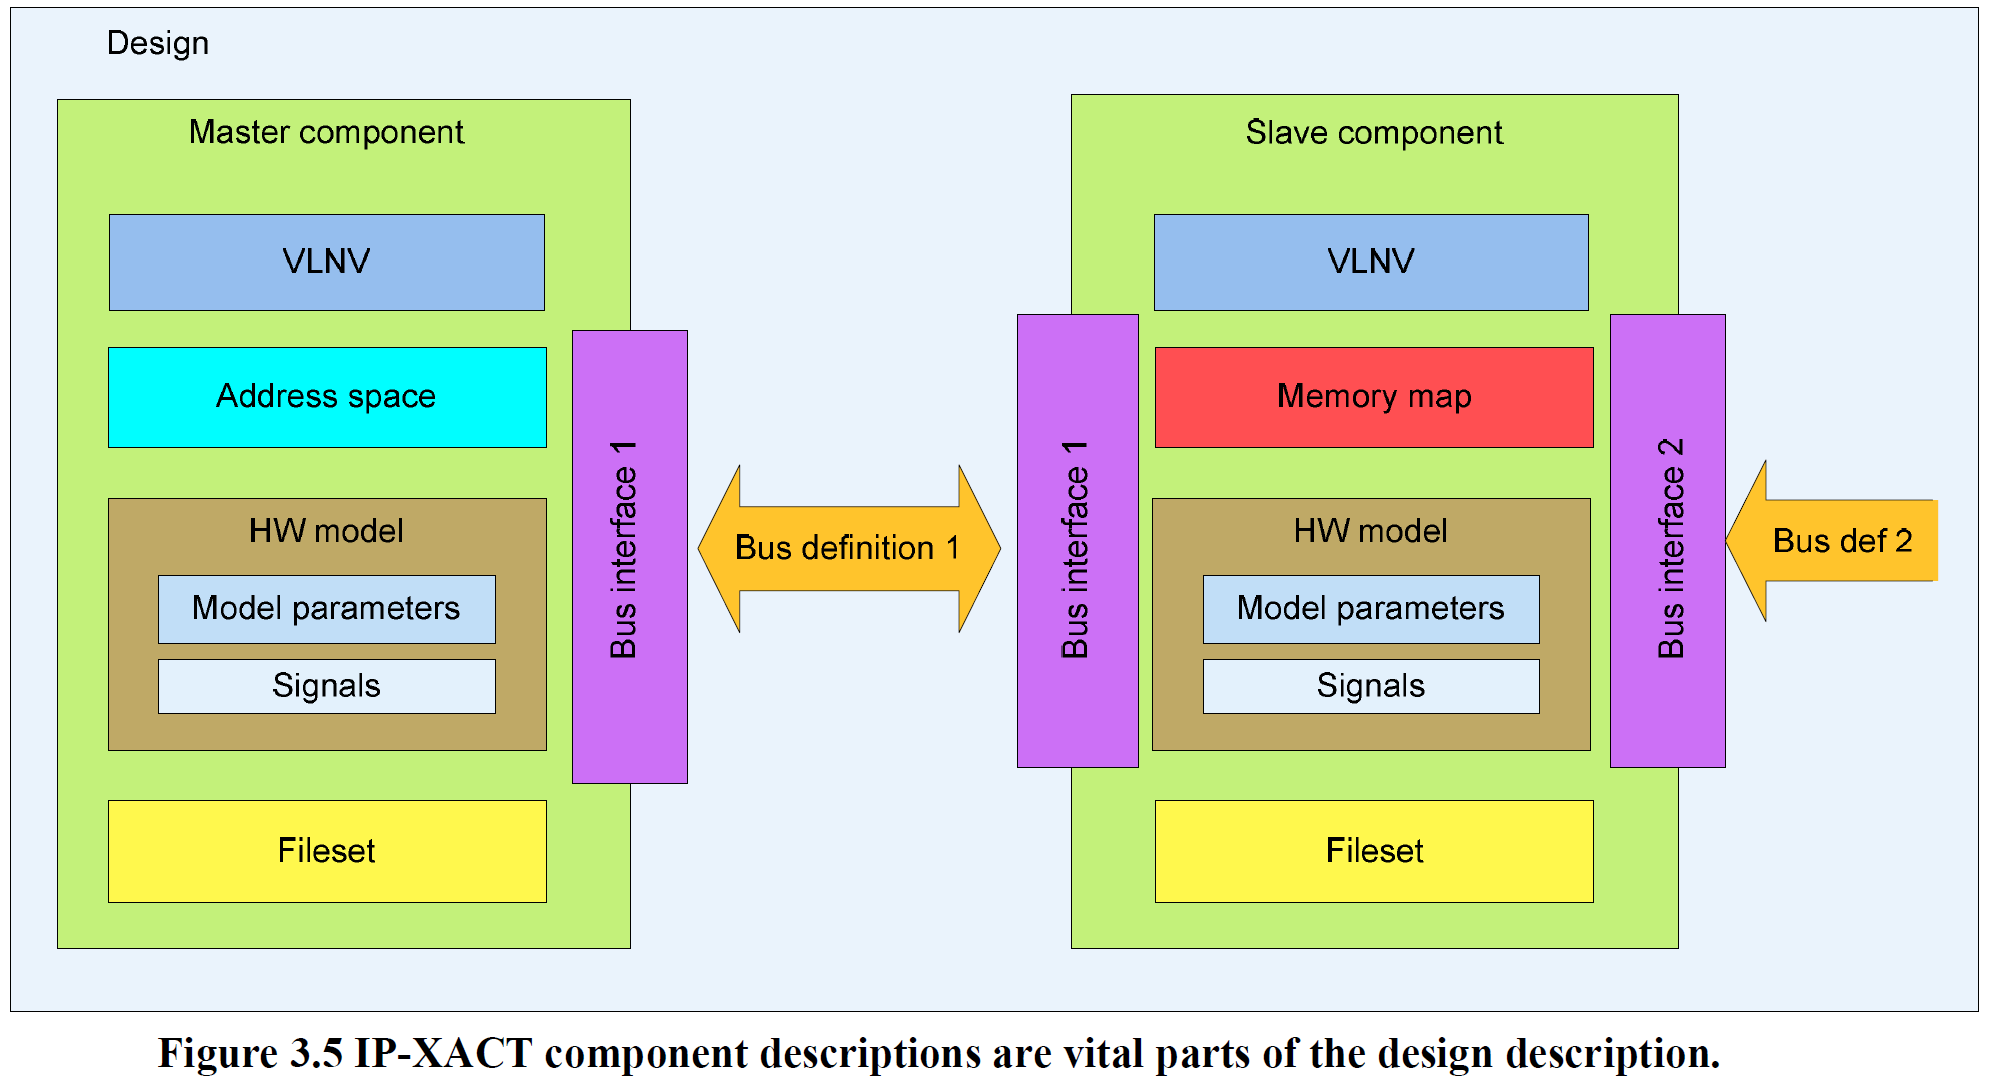 Design
Master component
VLNV
Address space
HW model
Model parameters
Signals
Fileset
Bus interface 1
Bus definition 1
Slave component
Bus interface 1
VLNV
Memory map
HW model
Model parameters
Signals
Fileset
Bus interface 2
Bus def 2
Figure 3.5 IP-XACT component descriptions are vital parts of the design description.